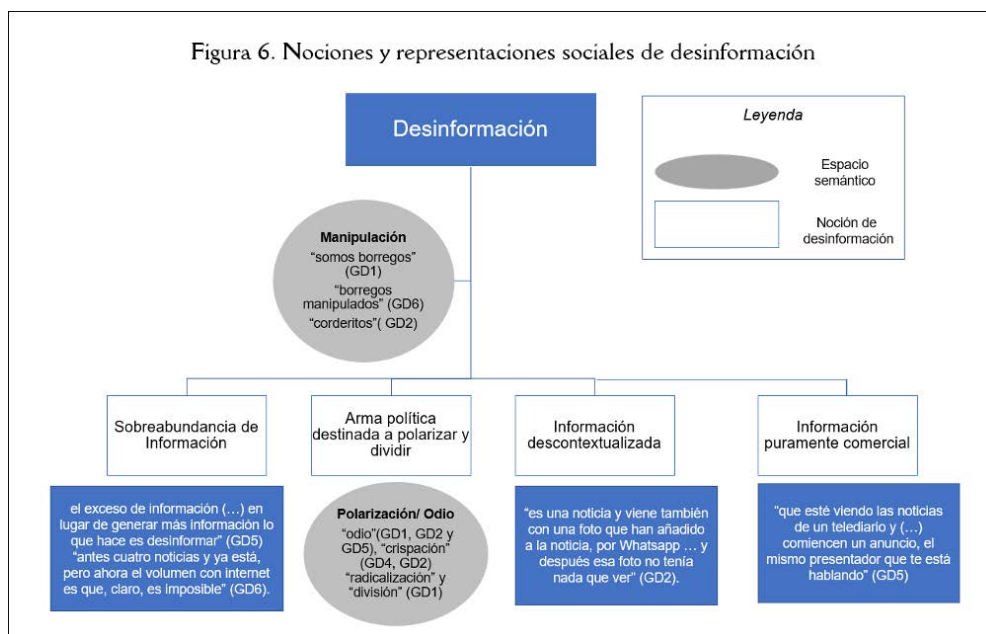 Figura 6. Nociones y representaciones sociales de desinformación
Desinformación
Leyenda
Espacio
semántico
Noción de
desinformación
Manipulación
“somos borregos”
(GD1)
“borregos
manipulados” (GD6)
“corderitos”( GD2)
Sobreabundancia de
Información
Arma política
destinada a polarizar y
dividir
Información
descontextualizada
Información
puramente comercial
el exceso de información (…) en
lugar de generar más información lo
que hace es desinformar” (GD5)
“antes cuatro noticias y ya está,
pero ahora el volumen con internet
es que, claro, es imposible” (GD6).
Polarización/ Odio
“odio”(GD1, GD2 y
GD5), “crispación”
(GD4, GD2)
“radicalización” y
“división” (GD1)
“es una noticia y viene también
con una foto que han añadido
a la noticia, por Whatsapp … y
después esa foto no tenía
nada que ver” (GD2).
“que esté viendo las noticias
de un telediario y (…)
comiencen un anuncio, el
mismo presentador que te está
hablando” (GD5)